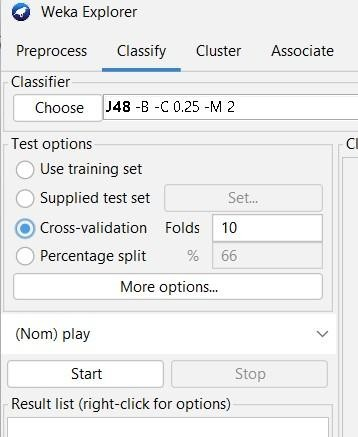 Weka Explorer
Preprocess Classify Cluster Associate
Classifier
Choose J48 -B -C 0.25 -M 2
Test options
Use training set
Supplied test set Set...
Cross-validation Folds 10
Percentage split % 66
More options...
(Nom) play
Start Stop
Result list (right-click for options)